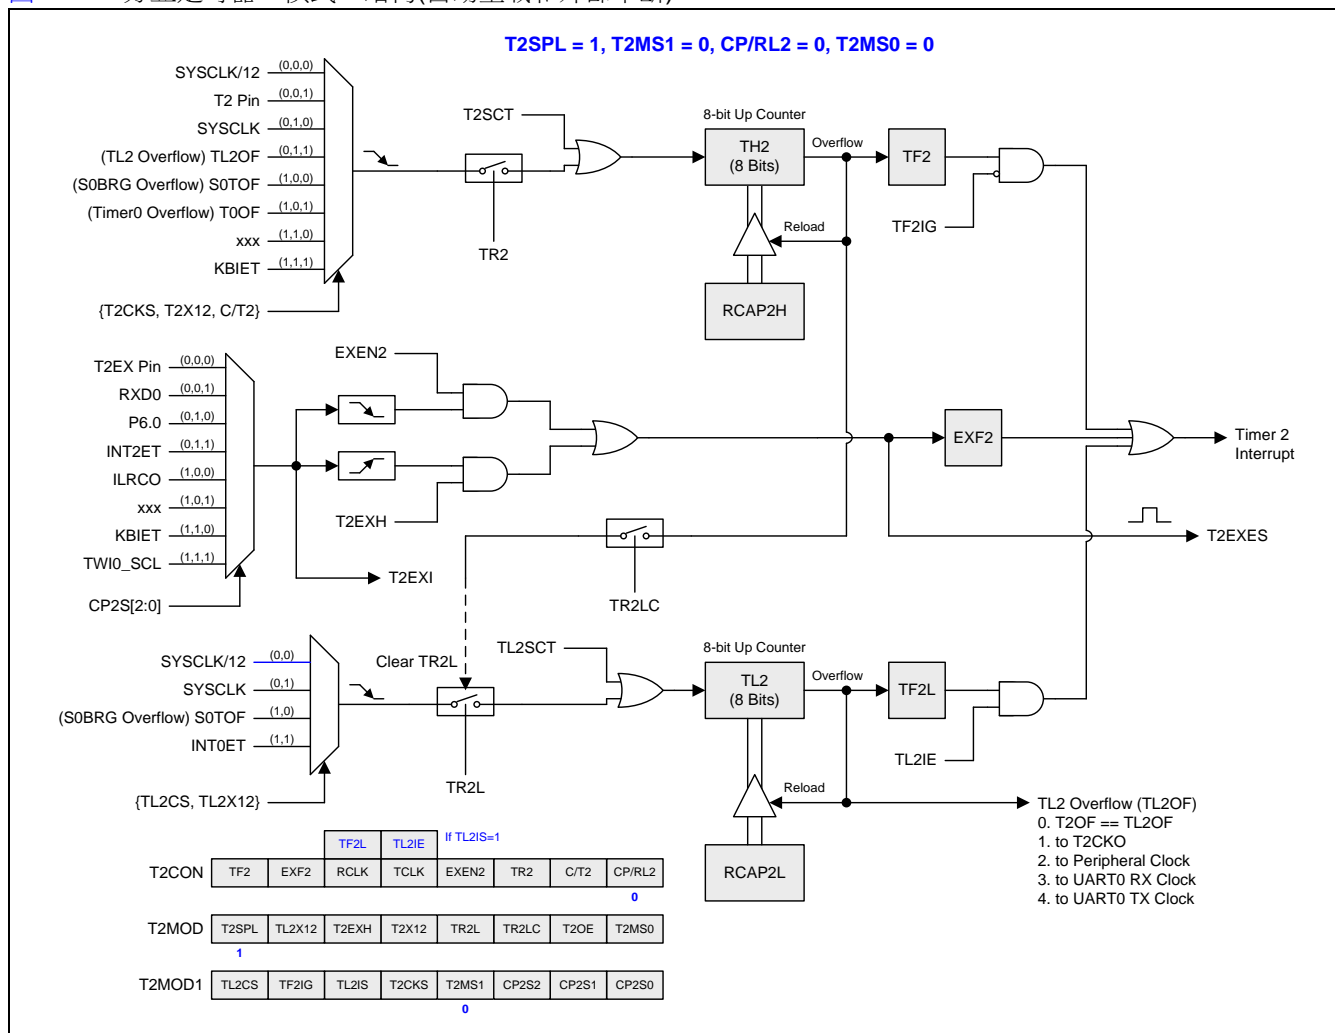 T2SPL = 1, T2MS1 = 0, CP/RL2 = 0, T2MS0 = 0
SYSCLK/12 (0,0,0)
T2 Pin (0,0,1)
SYSCLK (0,1,0)
(TL2 Overflow) TL2OF (0,1,1)
(S0BRG Overflow) S0TOF (1,0,0)
(Timer0 Overflow) T0OF (1,0,1)
xxx (1,1,0)
KBIET (1,1,1)
{T2CKS, T2X12, C/T2}
T2SCT
TR2
8-bit Up Counter
TH2
(8 Bits)
Overflow
TF2
TF2IG
Reload
RCAP2H
T2EX Pin (0,0,0)
RXD0 (0,0,1)
P6.0 (0,1,0)
INT2ET (0,1,1)
ILRCO (1,0,0)
xxx (1,0,1)
KBIET (1,1,0)
TWI0_SCL (1,1,1)
CP2S[2:0]
EXEN2
T2EXH
T2EXI
EXF2
Timer 2
Interrupt
T2EXES
TR2LC
SYSCLK/12 (0,0)
SYSCLK (0,1)
(S0BRG Overflow) S0TOF (1,0)
INT0ET (1,1)
{TL2CS, TL2X12}
Clear TR2L
TR2L
TL2SCT
8-bit Up Counter
TL2
(8 Bits)
Overflow
TF2L
TL2IE
Reload
RCAP2L
TL2 Overflow (TL2OF)
0. T2OF == TL2OF
1. to T2CKO
2. to Peripheral Clock
3. to UART0 RX Clock
4. to UART0 TX Clock
TF2L TL2IE If TL2IS=1
T2CON TF2 EXF2 RCLK TCLK EXEN2 TR2 C/T2 CP/RL2
0
T2MOD T2SPL TL2X12 T2EXH T2X12 TR2L TR2LC T2OE T2MS0
1
T2MOD1 TL2CS TF2IG TL2IS T2CKS T2MS1 CP2S2 CP2S1 CP2S0
0